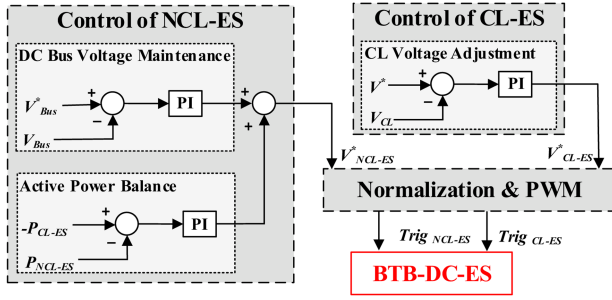 Control of NCL-ES
DC Bus Voltage Maintenance
V*Bus
+
−
PI
+
+
VBus
Active Power Balance
-PCL-ES
+
−
PI
PNCL-ES
Control of CL-ES
CL Voltage Adjustment
V*
+
−
PI
VCL
V*NCL-ES
V*CL-ES
Normalization & PWM
Trig NCL-ES
Trig CL-ES
BTB-DC-ES